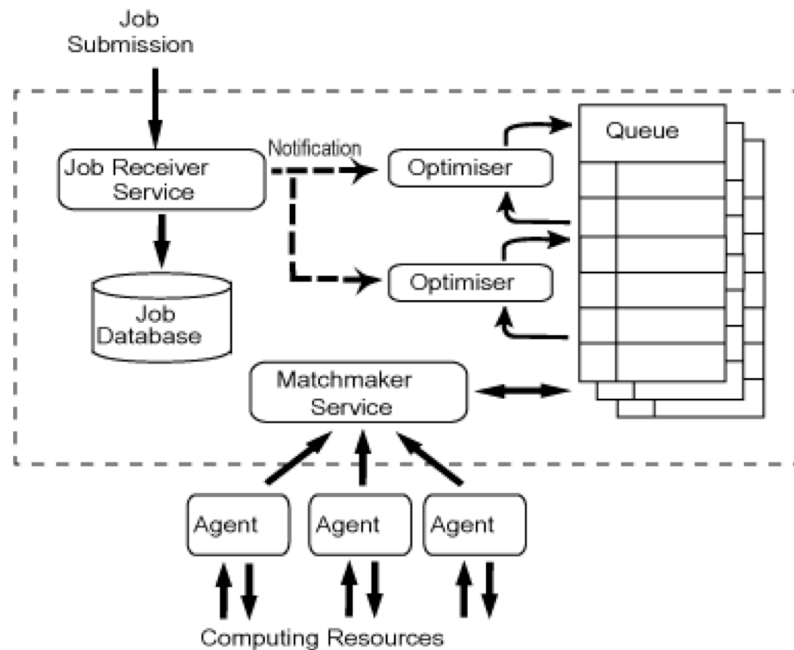 Job
Submission
Job Receiver
Service
Notification
Optimiser
Queue
Optimiser
Job
Database
Matchmaker
Service
Agent
Agent
Agent
Computing Resources